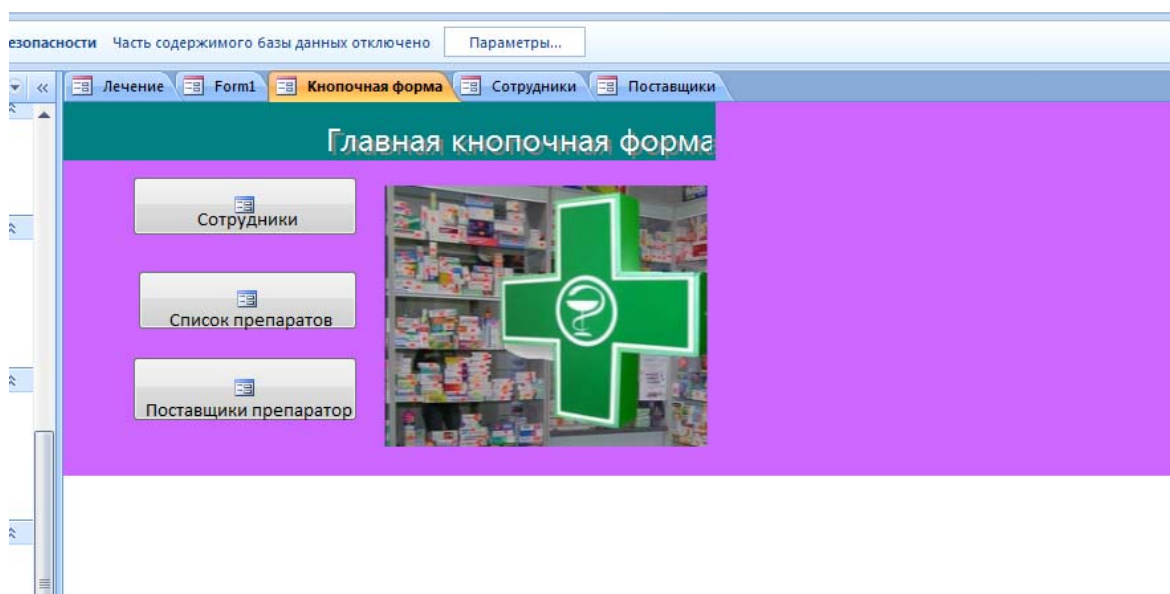 езопасности Часть содержимого базы данных отключено Параметры...
Лечение Form1 Кнопочная форма Сотрудники Поставщики
Главная кнопочная форма
Сотрудники
Список препаратов
Поставщики препаратор